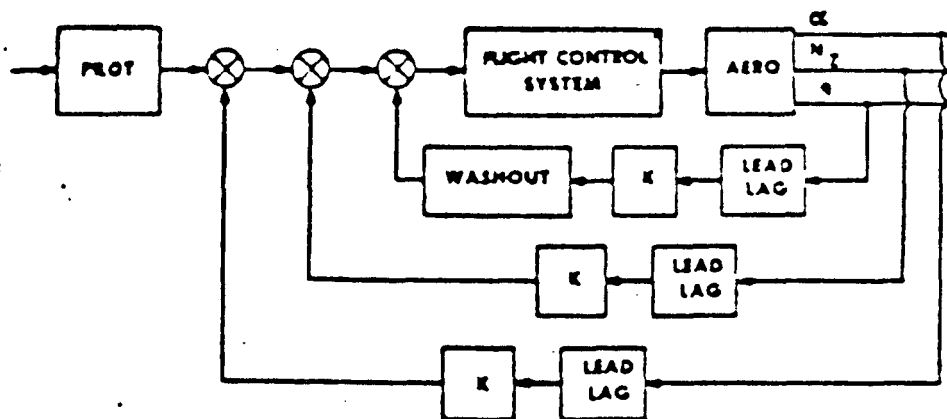 PILOT
FLIGHT CONTROL
SYSTEM
AERO
α
N
Z
q
WASHOUT
K
LEAD
LAG
K
LEAD
LAG
K
LEAD
LAG